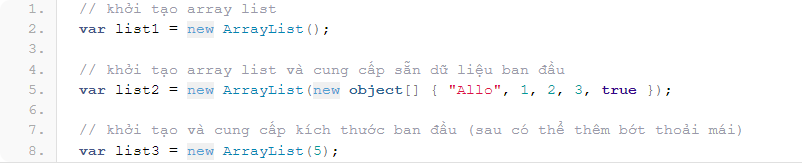 1. // khởi tạo array list
2. var list1 = new ArrayList();
3.
4. // khởi tạo array list và cung cấp sẵn dữ liệu ban đầu
5. var list2 = new ArrayList(new object[] { "Allo", 1, 2, 3, true });
6.
7. // khởi tạo và cung cấp kích thước ban đầu (sau có thể thêm bớt thoải mái)
8. var list3 = new ArrayList(5);